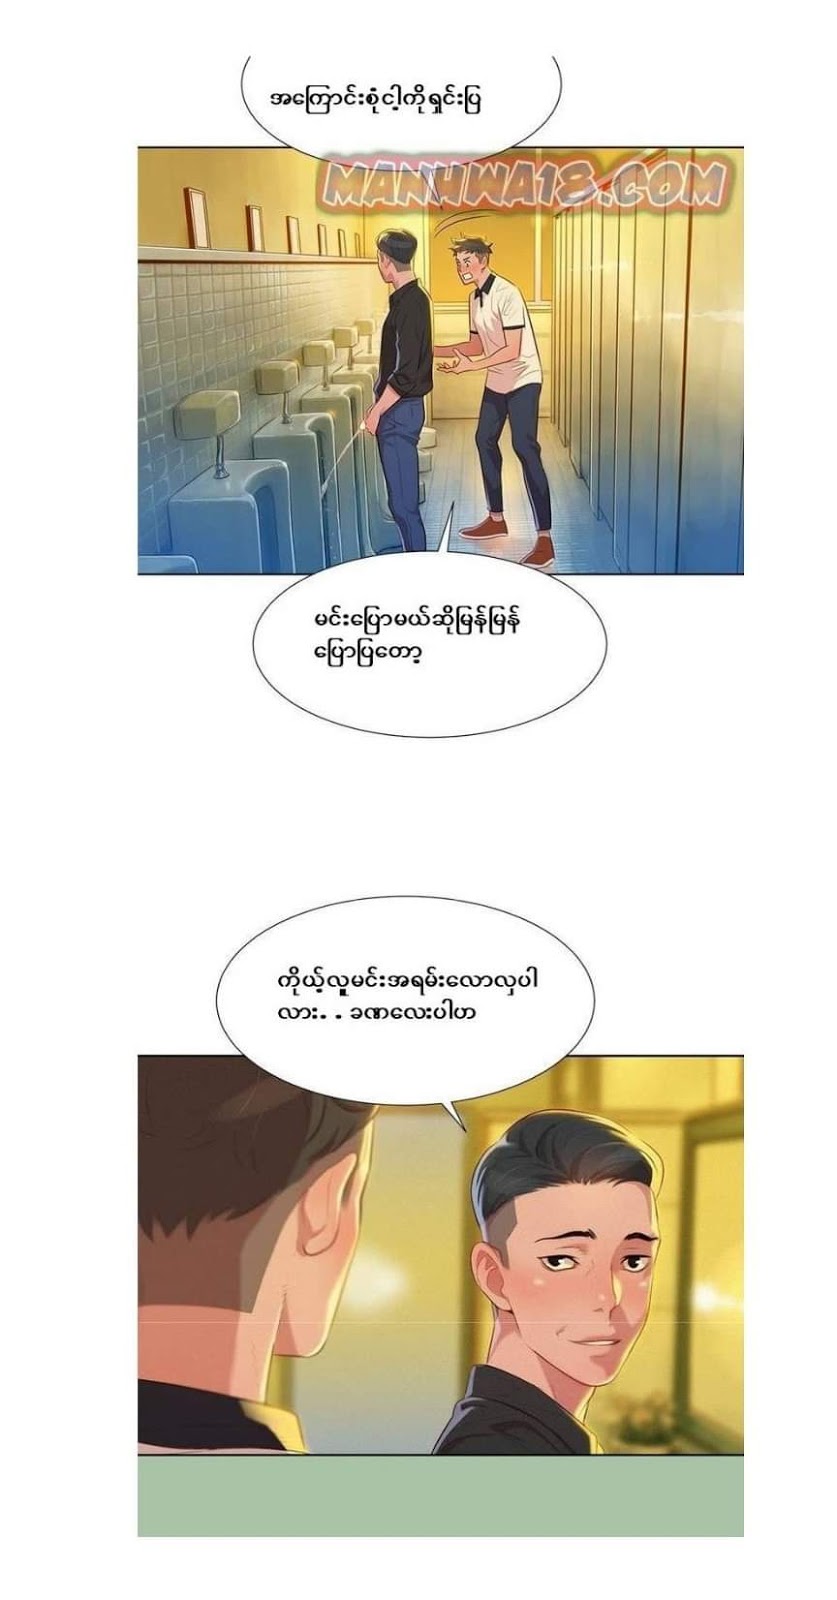 အကြောင်းစုံငါ့ကိုရှင်းပြ
MANHWA18.COM
မင်းပြောမယ်ဆိုမြန်မြန်
ပြောပြတော့
ကိုယ့်လူမင်းအရမ်းလောလှပါ
လား. . ခဏလေးပါဟ